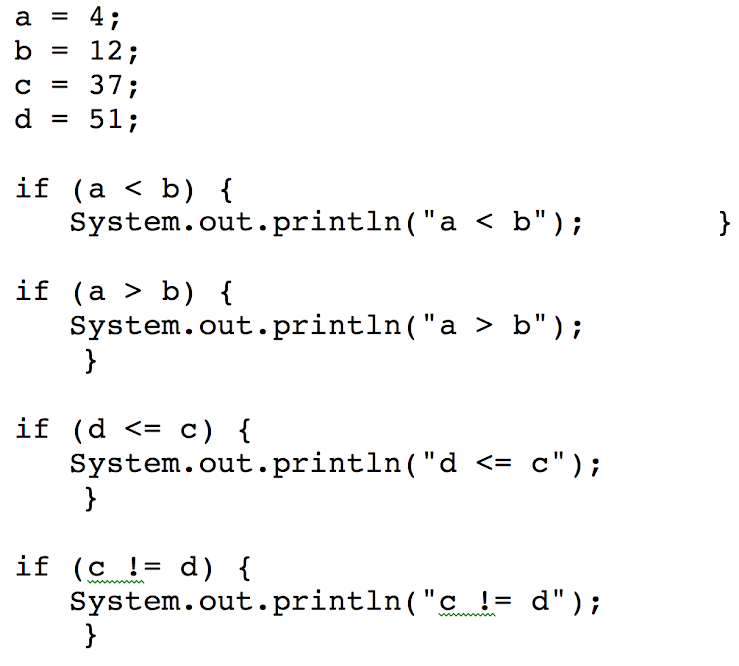 a = 4;
b = 12;
c = 37;
d = 51;
if (a < b) {
System.out.println("a < b"); }
if (a > b) {
System.out.println("a > b");
}
if (d <= c) {
System.out.println("d <= c");
}
if (c != d) {
System.out.println("c != d");
}